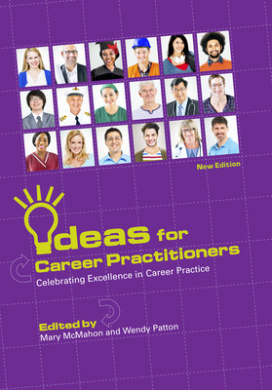 New Edition
Ideas for
Career Practitioners
Celebrating Excellence in Career Practice
Edited by
Mary McMahon and Wendy Patton